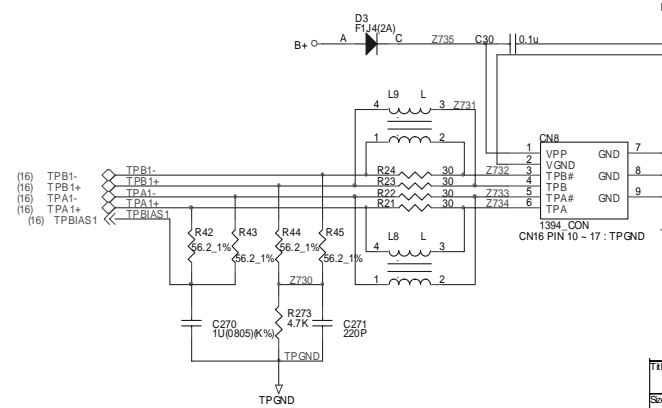 D3
F1J4(2A)
B+ A C Z735 C30 0.1u
L9 L
4 3 Z731
1 2
CN8
1 VPP GND 7
2 VGND
(16) TPB1- TPB1- R24 30 Z732 3 TPB# GND 8
(16) TPB1+ TPB1+ R23 30 4 TPB
(16) TPA1- TPA1- R22 30 Z733 5 TPA# GND 9
(16) TPA1+ TPA1+ R21 30 Z734 6 TPA
(16) TPBIAS1 TPBIAS1
1394_CON
CN16 PIN 10 ~ 17 : TPGND
R42 R43 R44 R45
56.2_1% 56.2_1% 56.2_1% 56.2_1%
L8 L
4 3
1 2
Z730
C270
1U(0805)(K%)
R273
4.7K
C271
220P
TPGND
TPGND